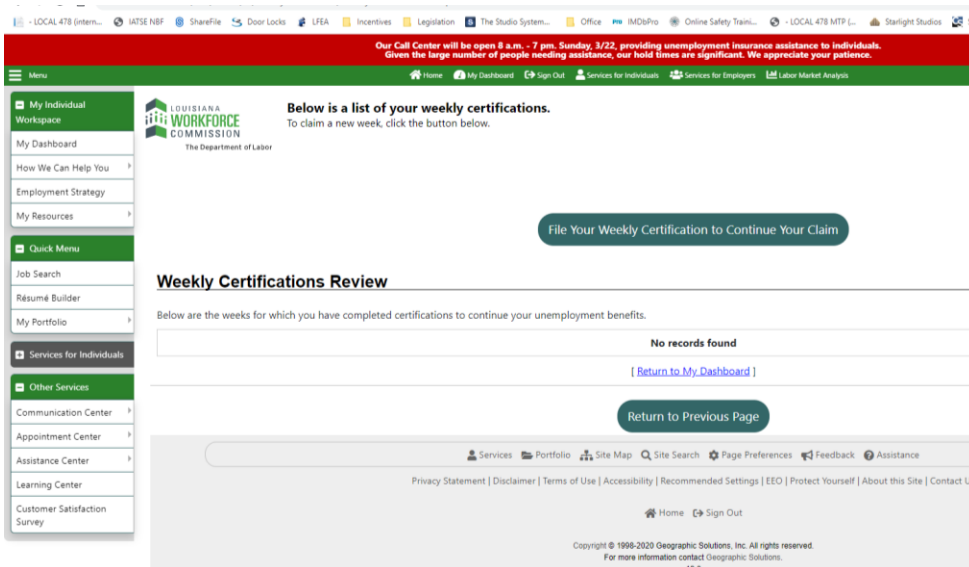 - LOCAL 478 (intern...
IATSE NBF
ShareFile
Door Locks
LFEA
Incentives
Legislation
The Studio System...
Office
IMDbPro
Online Safety Traini...
- LOCAL 478 MTP (...
Starlight Studios
Our Call Center will be open 8 a.m. - 7 pm. Sunday, 3/22, providing unemployment insurance assistance to individuals.
Given the large number of people needing assistance, our hold times are significant. We appreciate your patience.
Menu
Home
My Dashboard
Sign Out
Services for Individuals
Services for Employers
Labor Market Analysis
My Individual
Workspace
My Dashboard
How We Can Help You
Employment Strategy
My Resources
Quick Menu
Job Search
Résumé Builder
My Portfolio
Services for Individuals
Other Services
Communication Center
Appointment Center
Assistance Center
Learning Center
Customer Satisfaction
Survey
LOUISIANA
WORKFORCE
COMMISSION
The Department of Labor
Below is a list of your weekly certifications.
To claim a new week, click the button below.
File Your Weekly Certification to Continue Your Claim
Weekly Certifications Review
Below are the weeks for which you have completed certifications to continue your unemployment benefits.
No records found
[ Return to My Dashboard ]
Return to Previous Page
Services
Portfolio
Site Map
Site Search
Page Preferences
Feedback
Assistance
Privacy Statement | Disclaimer | Terms of Use | Accessibility | Recommended Settings | EEO | Protect Yourself | About this Site | Contact
Home
Sign Out
Copyright © 1998-2020 Geographic Solutions, Inc. All rights reserved.
For more information contact Geographic Solutions.